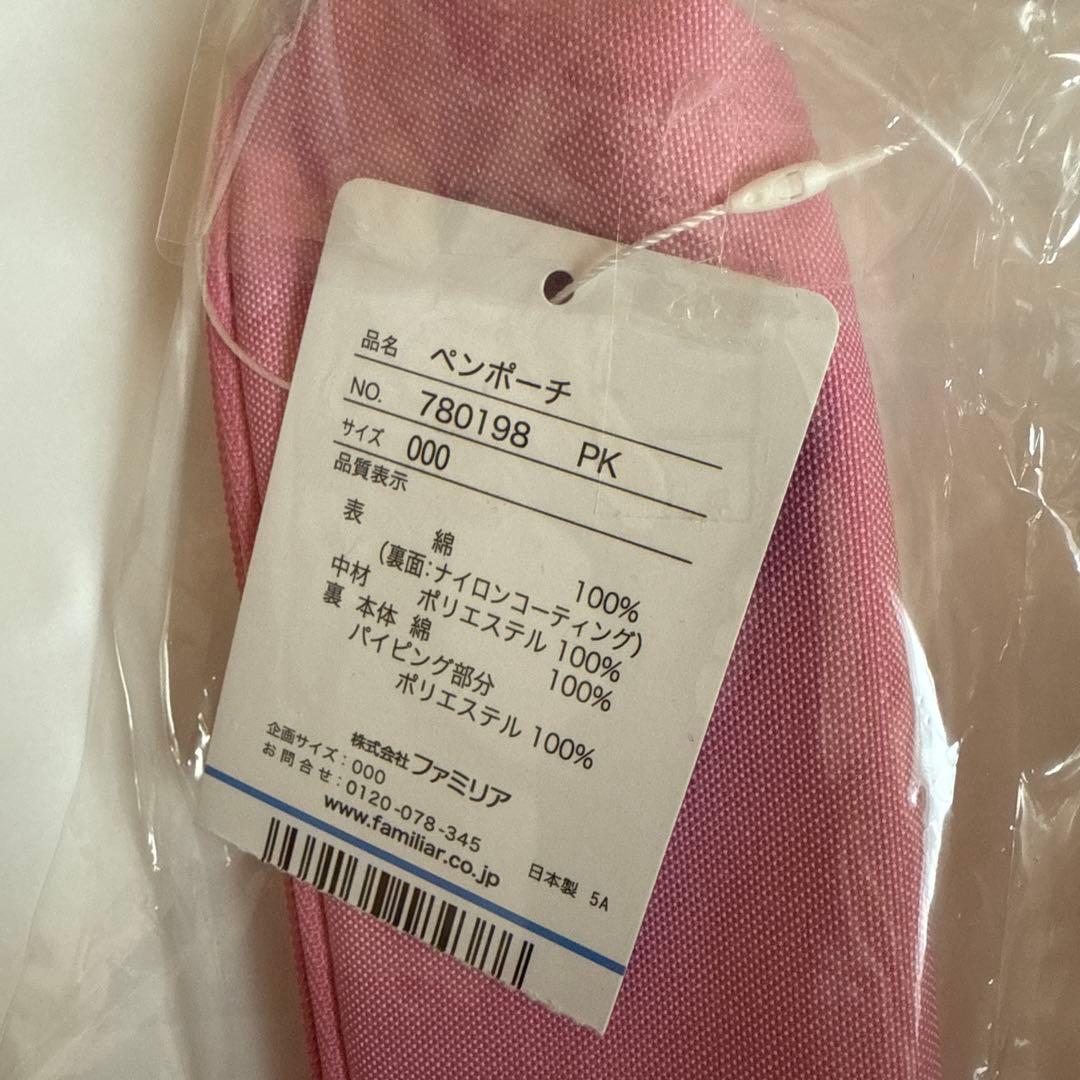 品名 ペンポーチ
NO. 780198 PK
サイズ 000
品質表示
表 綿 100%
(裏面:ナイロンコーティング)
中材 ポリエステル 100%
裏 本体 綿 100%
パイピング部分
ポリエステル 100%
株式会社ファミリア
企画サイズ:000
お問合せ:0120-078-345
www.familiar.co.jp
日本製 5A